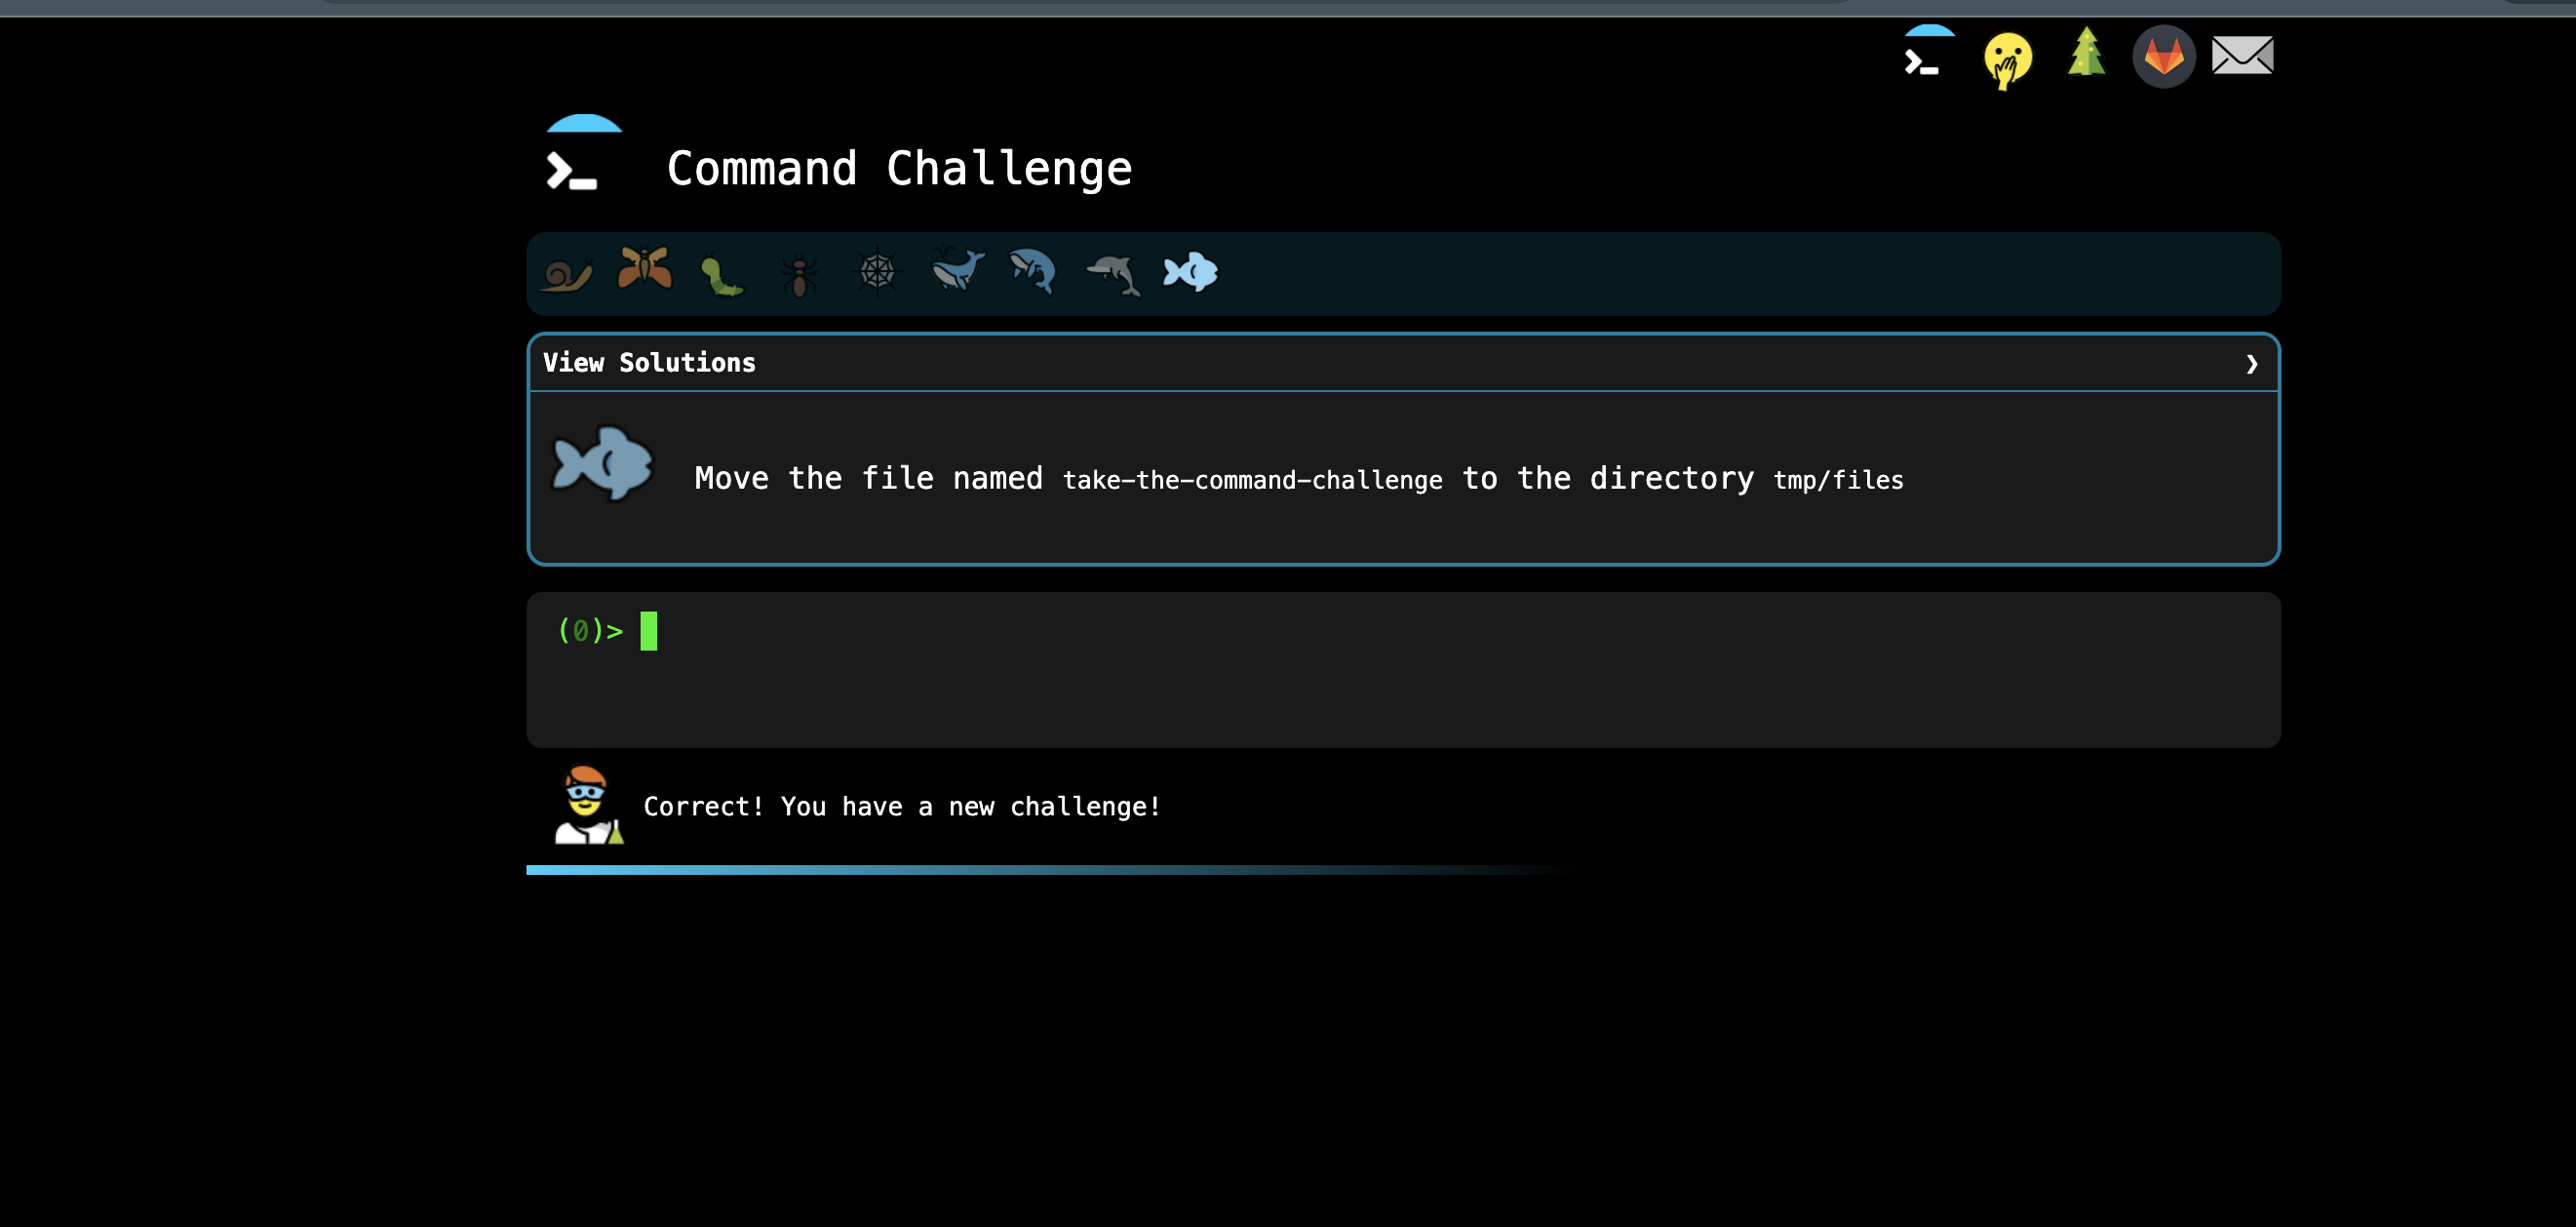 Command Challenge
View Solutions ❯
Move the file named take-the-command-challenge to the directory tmp/files
(0)>
Correct! You have a new challenge!